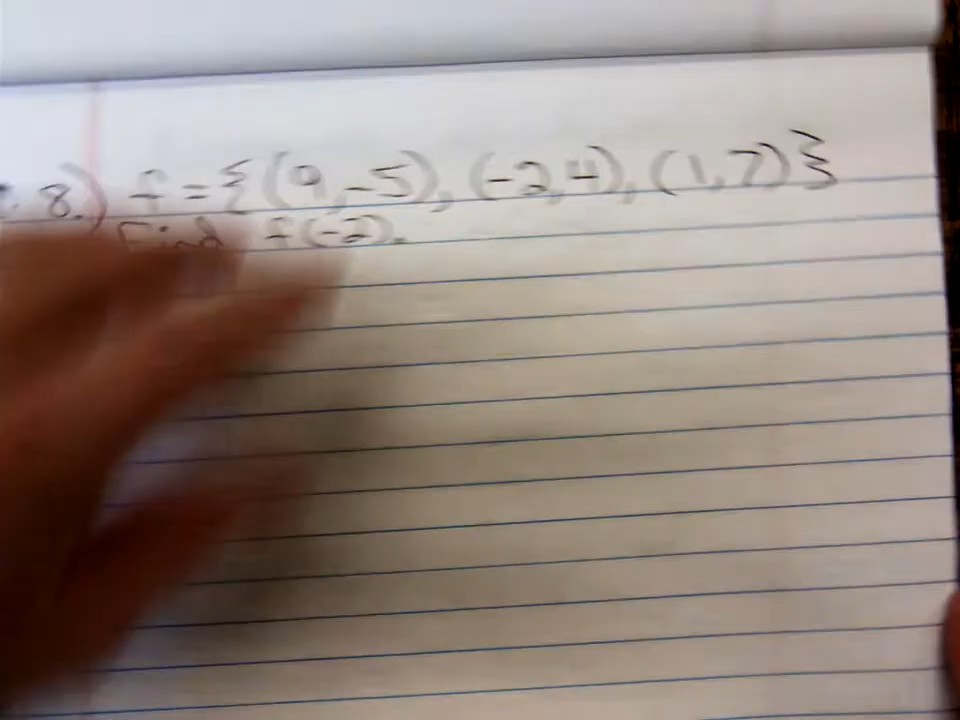 8.) f = {(9, -5), (-2, 4), (1, 7)}
Find f(-2).